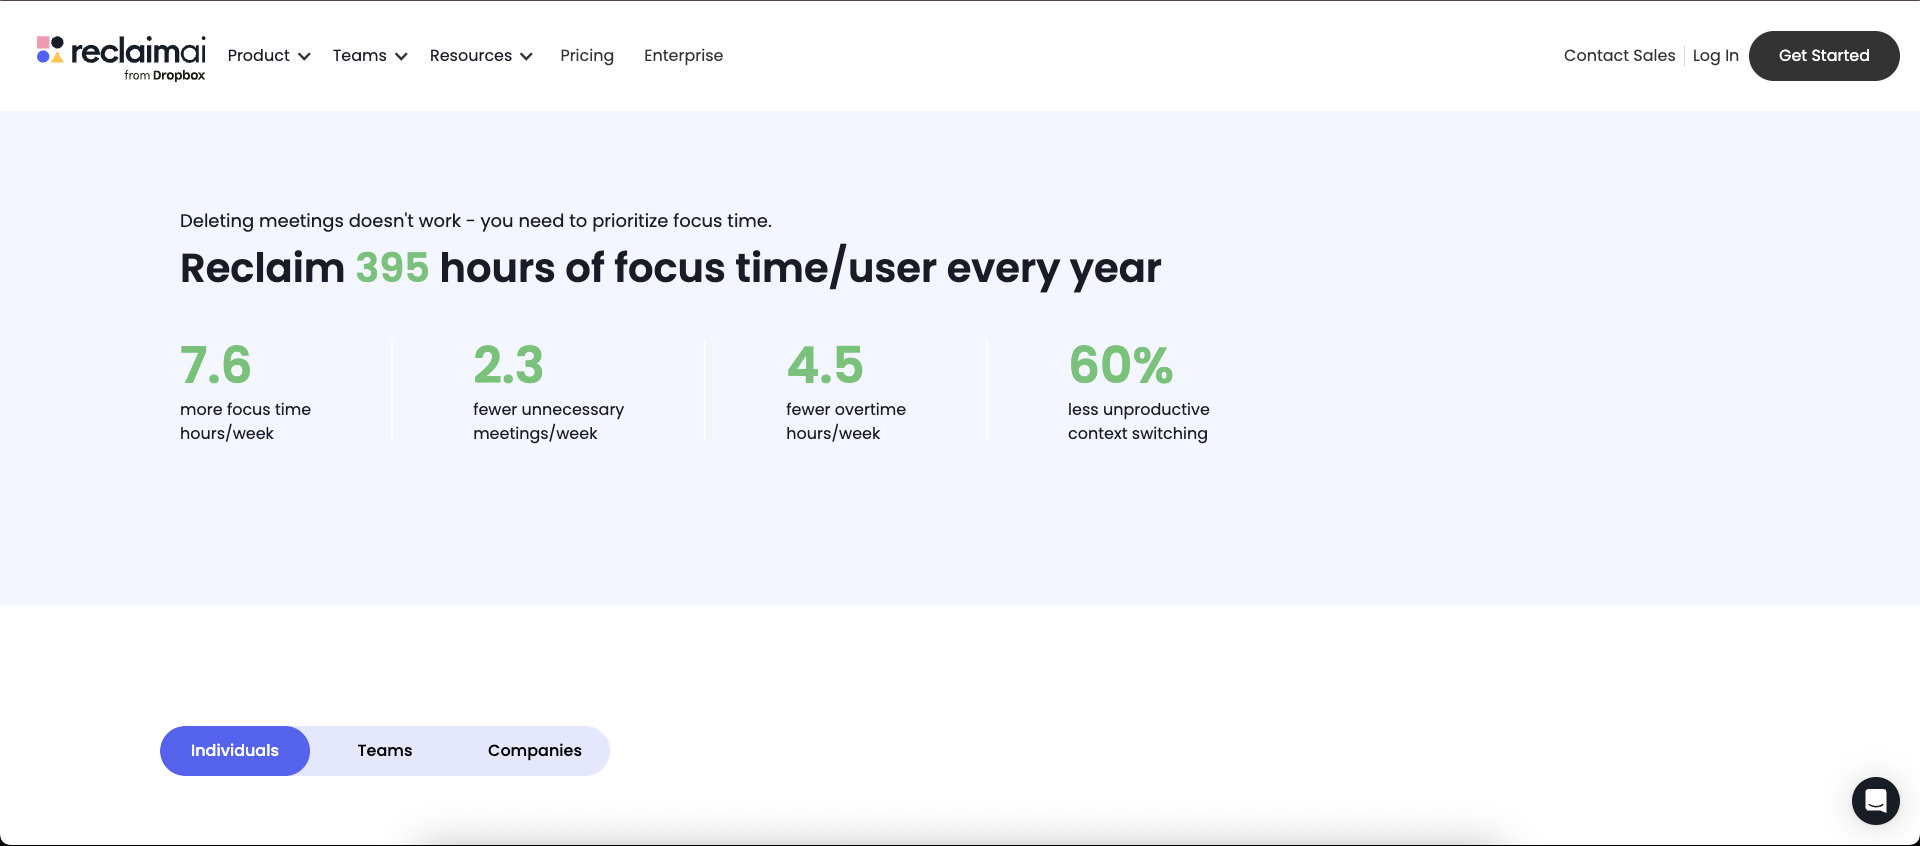 reclaimai
from Dropbox
Product
Teams
Resources
Pricing
Enterprise
Contact Sales
Log In
Get Started
Deleting meetings doesn't work - you need to prioritize focus time.
Reclaim 395 hours of focus time/user every year
7.6
more focus time
hours/week
2.3
fewer unnecessary
meetings/week
4.5
fewer overtime
hours/week
60%
less unproductive
context switching
Individuals
Teams
Companies